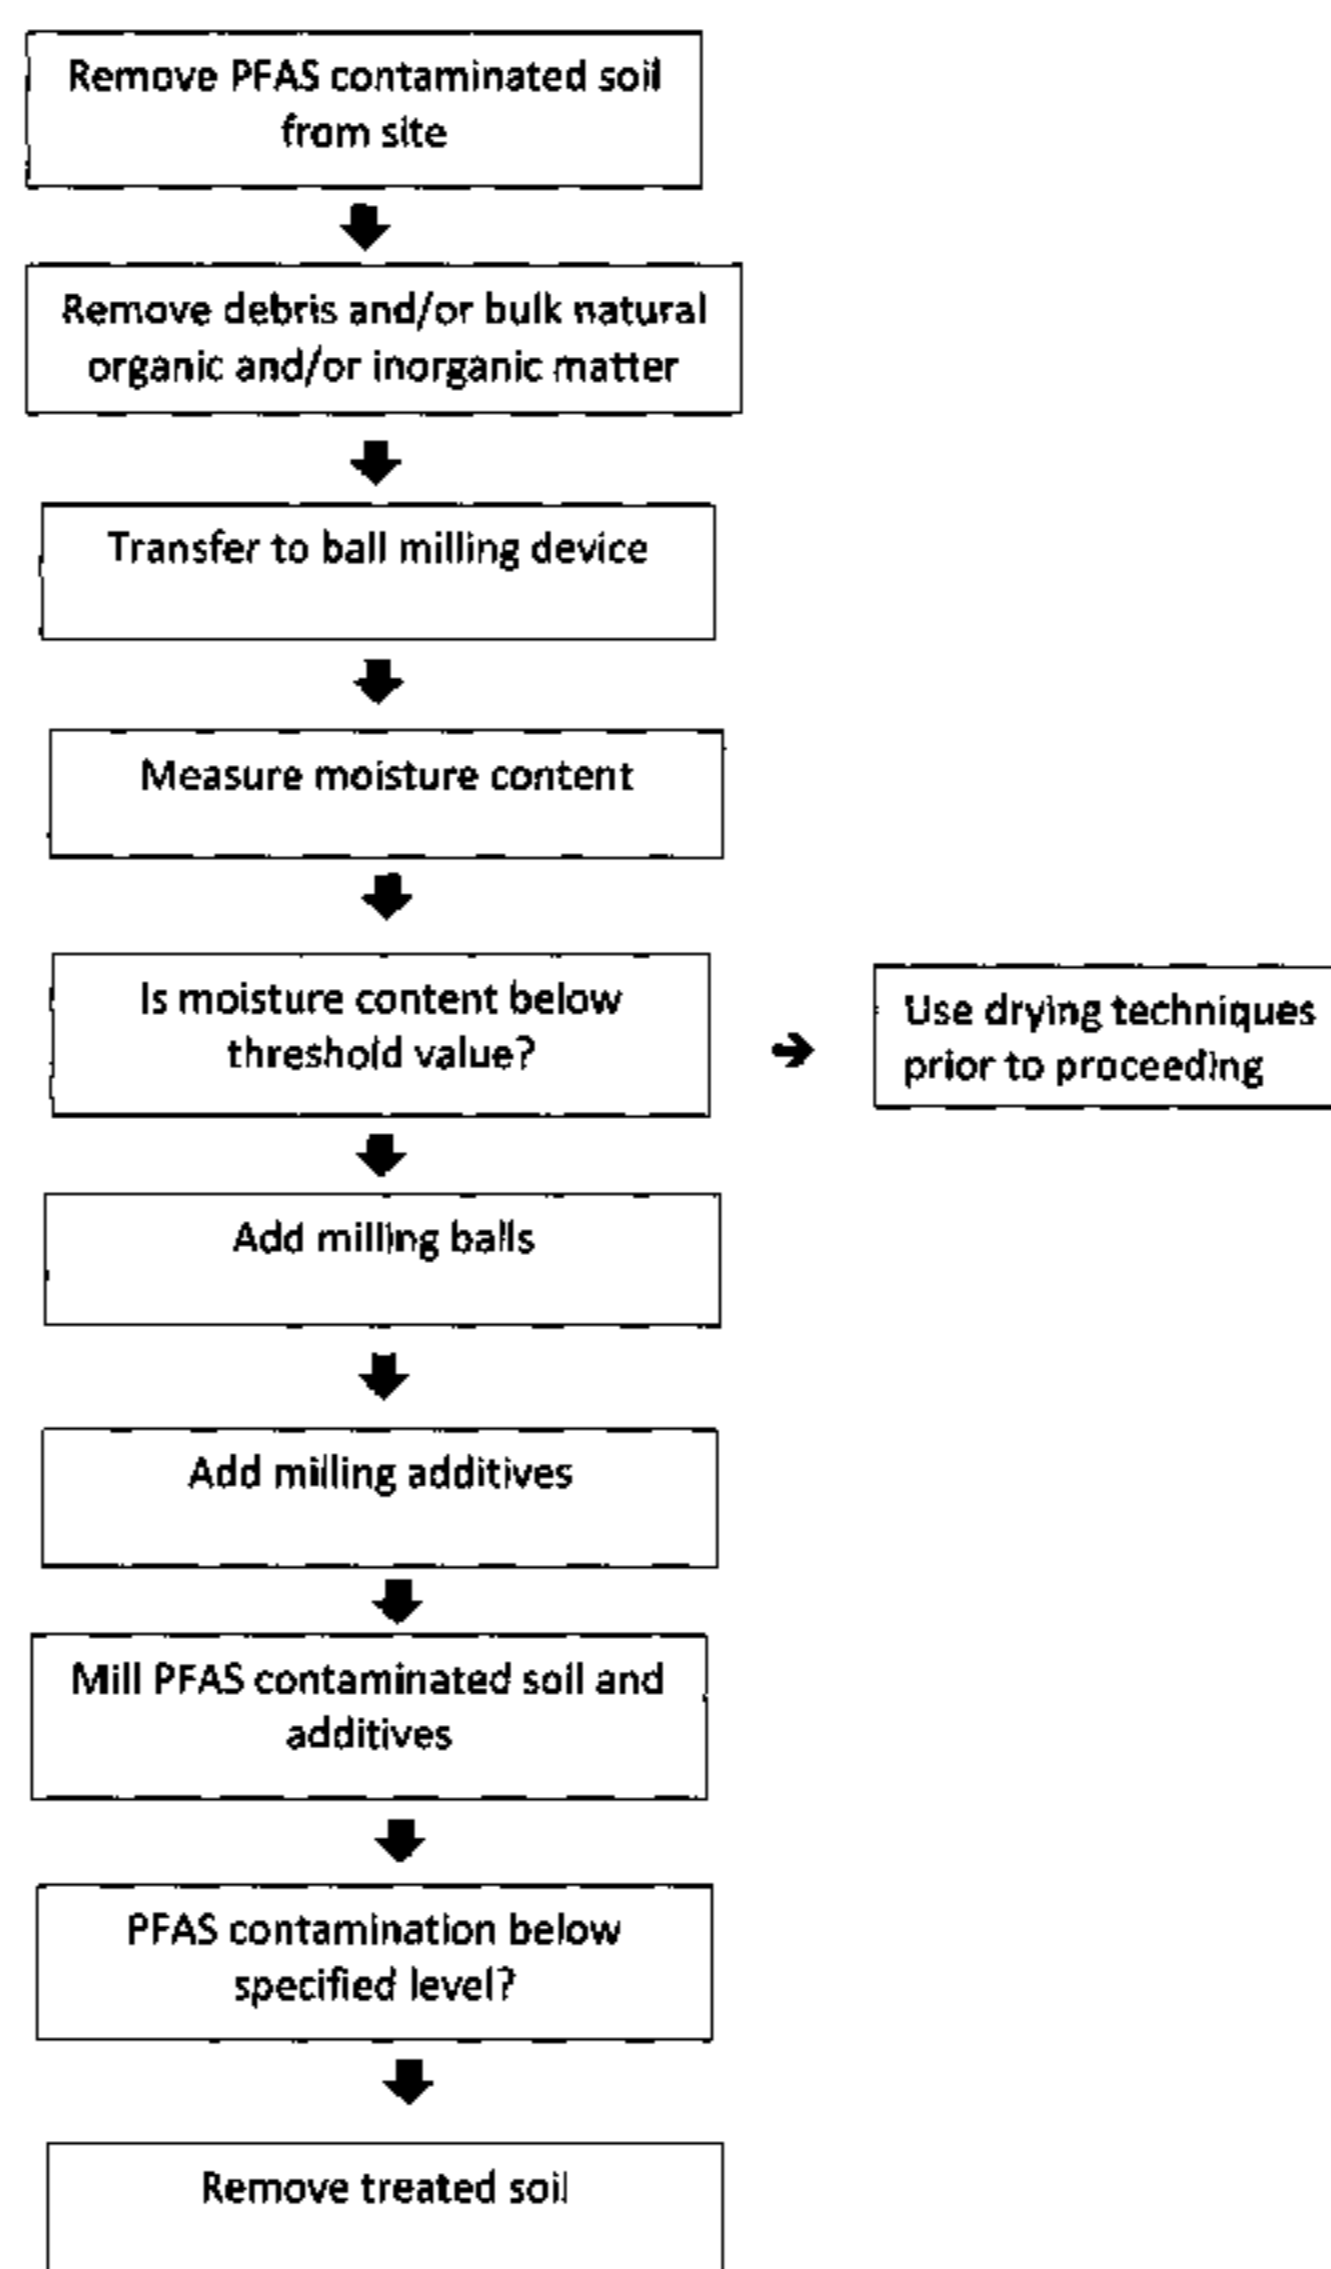 Remove PFAS contaminated soil
from site
Remove debris and/or bulk natural
organic and/or inorganic matter
Transfer to ball milling device
Measure moisture content
Is moisture content below
threshold value?
Use drying techniques
prior to proceeding
Add milling balls
Add milling additives
Mill PFAS contaminated soil and
additives
PFAS contamination below
specified level?
Remove treated soil